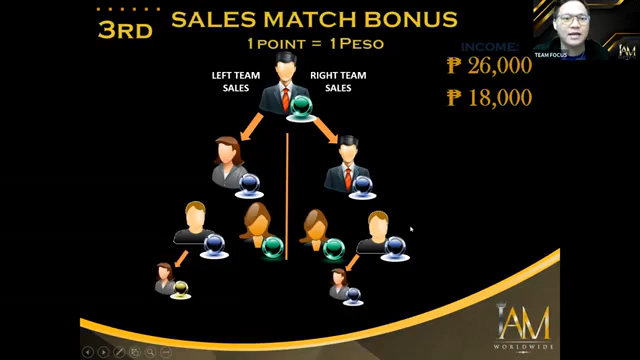 3RD
SALES MATCH BONUS
1 POINT = 1 PESO
LEFT TEAM
SALES
RIGHT TEAM
SALES
INCOME:
₱ 26,000
₱ 18,000
TEAM FOCUS
IAM
IAM
WORLDWIDE